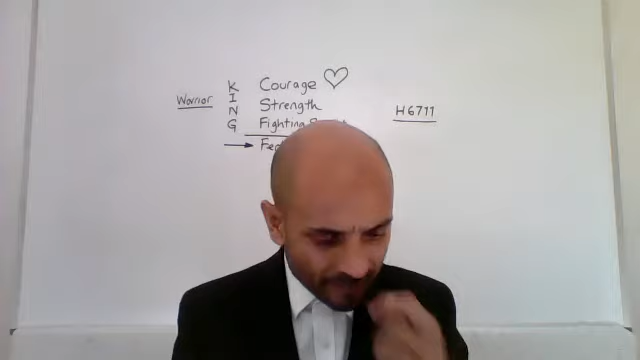 Warrior
K
I
N
G
Courage
Strength
Fighting
H6711